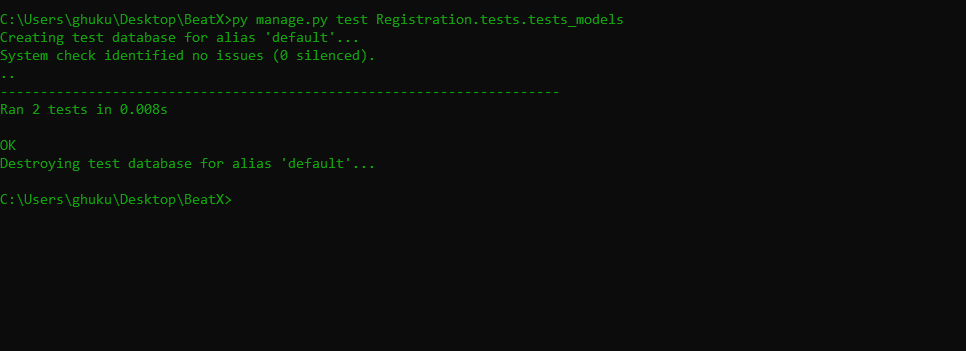 C:\Users\ghuku\Desktop\BeatX>py manage.py test Registration.tests.tests_models
Creating test database for alias 'default'...
System check identified no issues (0 silenced).
..
----------------------------------------------------------------------
Ran 2 tests in 0.008s
OK
Destroying test database for alias 'default'...
C:\Users\ghuku\Desktop\BeatX>